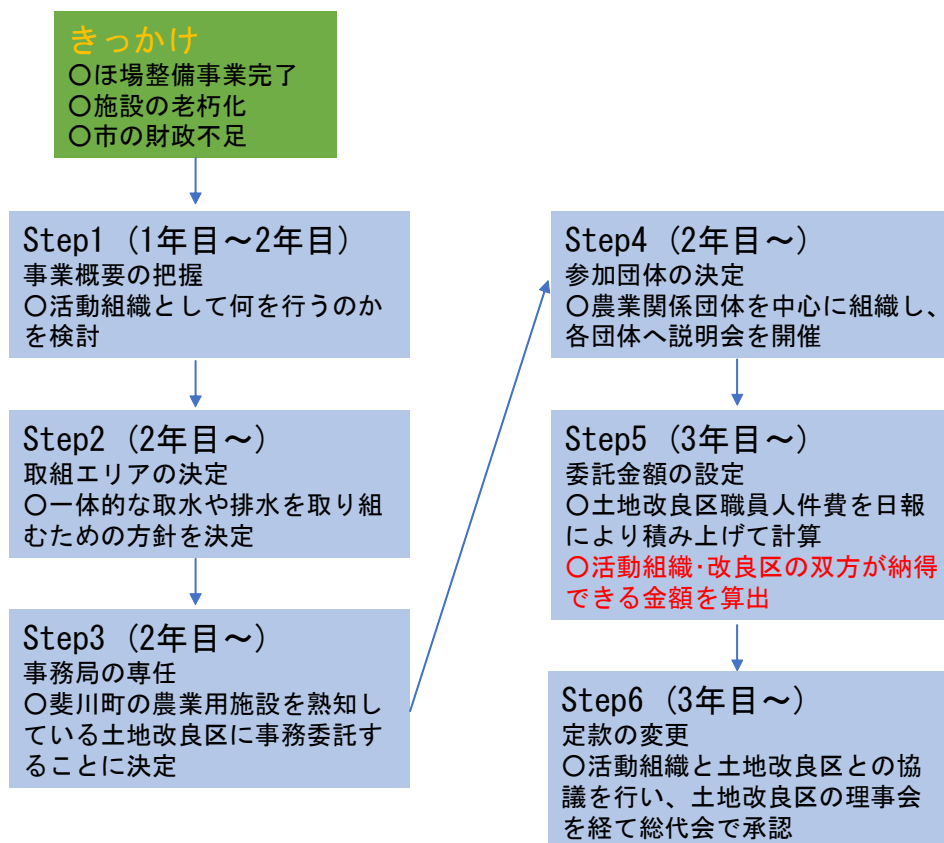 きっかけ
〇ほ場整備事業完了
〇施設の老朽化
〇市の財政不足
Step1（1年目～2年目）
事業概要の把握
〇活動組織として何を行うのか
を検討
Step2（2年目～）
取組エリアの決定
〇一体的な取水や排水を取り組
むための方針を決定
Step3（2年目～）
事務局の専任
〇斐川町の農業用施設を熟知し
ている土地改良区に事務委託す
ることに決定
Step4（2年目～）
参加団体の決定
〇農業関係団体を中心に組織し、
各団体へ説明会を開催
Step5（3年目～）
委託金額の設定
〇土地改良区職員人件費を日報
により積み上げて計算
〇活動組織･改良区の双方が納得
できる金額を算出
Step6（3年目～）
定款の変更
〇活動組織と土地改良区との協
議を行い、土地改良区の理事会
を経て総代会で承認